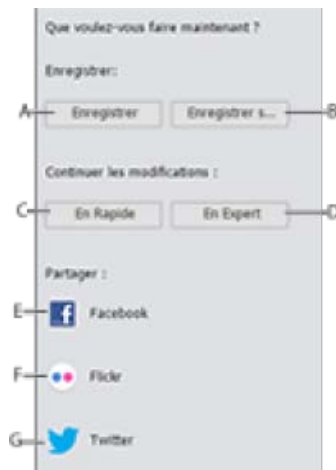 Que voulez-vous faire maintenant ?
Enregistrer:
A Enregistrer Enregistrer s... B
Continuer les modifications :
C En Rapide En Expert D
Partager :
E Facebook
F Flickr
G Twitter